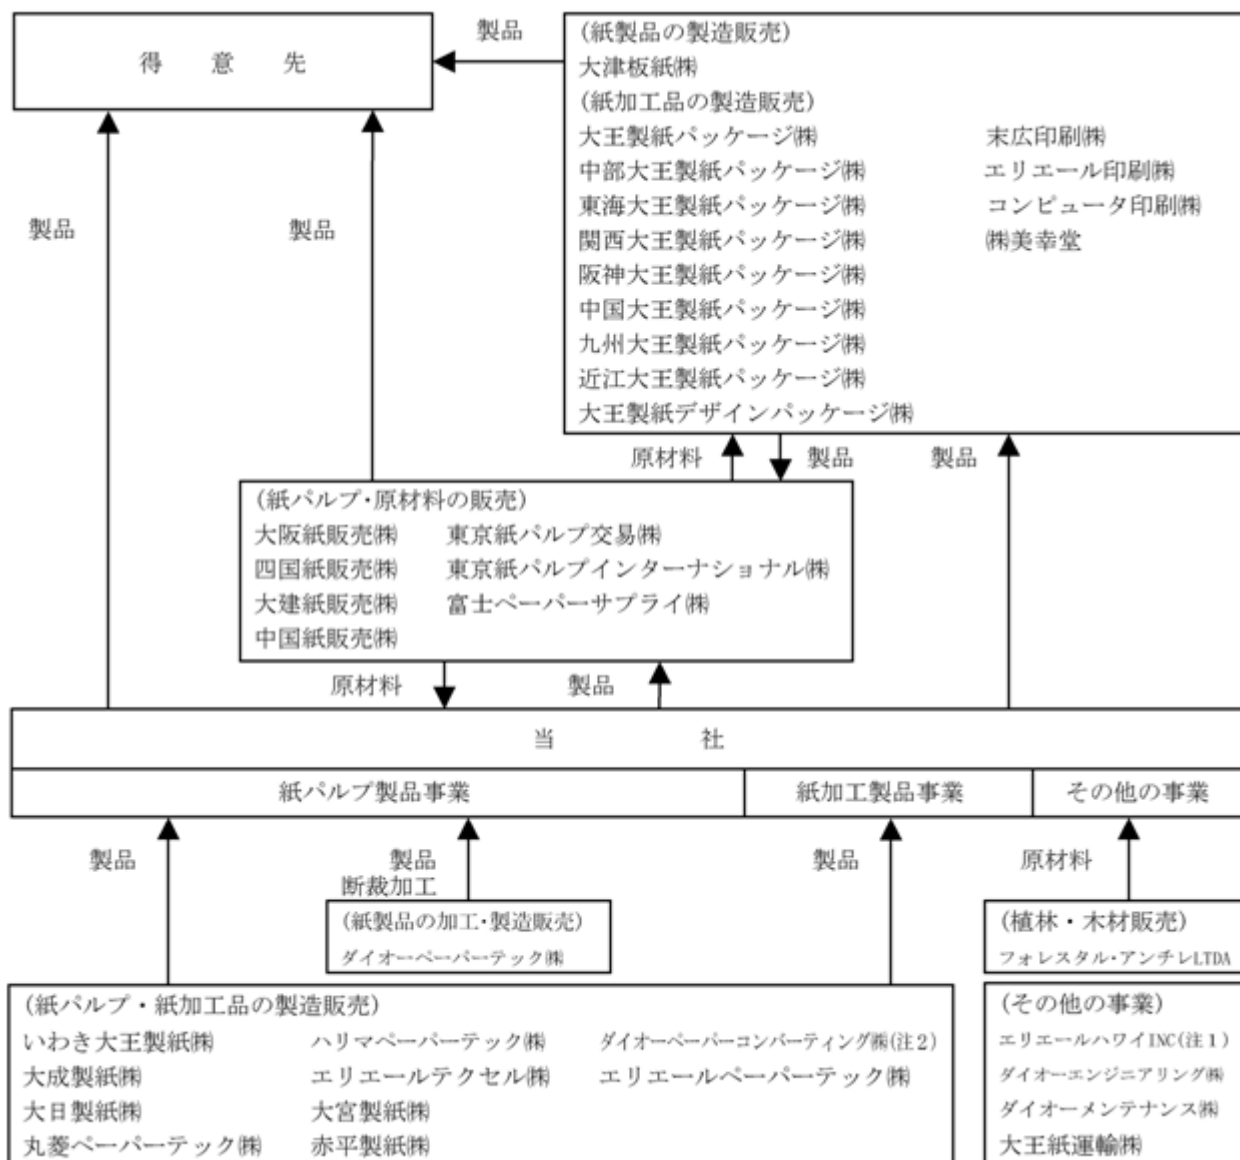 得　意　先
製品
(紙製品の製造販売)
大津板紙㈱
(紙加工品の製造販売)
大王製紙パッケージ㈱　末広印刷㈱
中部大王製紙パッケージ㈱　エリエール印刷㈱
東海大王製紙パッケージ㈱　コンピュータ印刷㈱
関西大王製紙パッケージ㈱　㈱美幸堂
阪神大王製紙パッケージ㈱
中国大王製紙パッケージ㈱
九州大王製紙パッケージ㈱
近江大王製紙パッケージ㈱
大王製紙デザインパッケージ㈱
製品　製品
原材料　製品　製品
(紙パルプ・原材料の販売)
大阪紙販売㈱　東京紙パルプ交易㈱
四国紙販売㈱　東京紙パルプインターナショナル㈱
大建紙販売㈱　富士ペーパーサプライ㈱
中国紙販売㈱
原材料　製品
当　社
紙パルプ製品事業　紙加工製品事業　その他の事業
製品　製品　製品　原材料
断裁加工
(紙製品の加工・製造販売)
ダイオーペーパーテック㈱
(植林・木材販売)
フォレスタル・アンチレLTDA
(紙パルプ・紙加工品の製造販売)
いわき大王製紙㈱　ハリマペーパーテック㈱　ダイオーペーパーコンバーティング㈱(注２)
大成製紙㈱　エリエールテクセル㈱　エリエールペーパーテック㈱
大日製紙㈱　大宮製紙㈱
丸菱ペーパーテック㈱　赤平製紙㈱
(その他の事業)
エリエールハワイINC(注１)
ダイオーエンジニアリング㈱
ダイオーメンテナンス㈱
大王紙運輸㈱